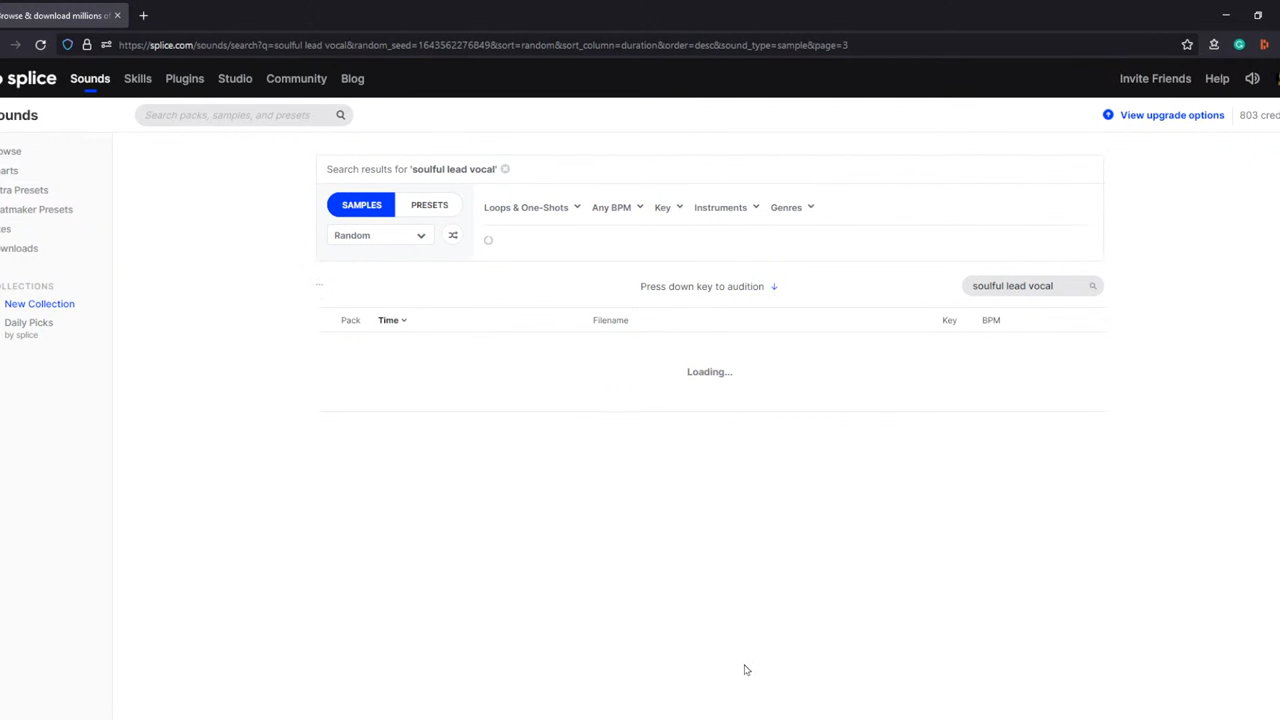 Browse & download millions of
https://splice.com/sounds/search?q=soulful lead vocal&random_seed=1643562276849&sort=random&sort_column=duration&order=desc&sound_type=sample&page=3
splice Sounds Skills Plugins Studio Community Blog Invite Friends Help
ounds Search packs, samples, and presets View upgrade options 803 cred
owse
arts
tra Presets
atmaker Presets
es
ownloads
OLLECTIONS
New Collection
Daily Picks
by splice
Search results for 'soulful lead vocal'
SAMPLES PRESETS Loops & One-Shots Any BPM Key Instruments Genres
Random
... Press down key to audition ↓ soulful lead vocal
Pack Time Filename Key BPM
Loading...